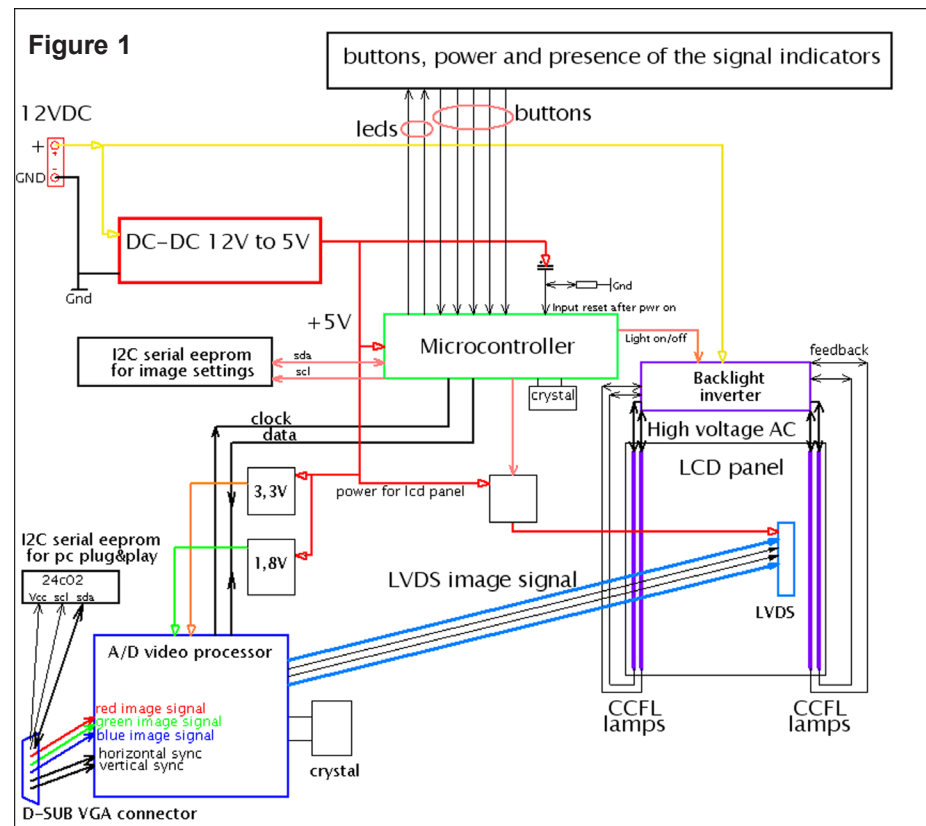 Figure 1
buttons, power and presence of the signal indicators
12VDC
leds
buttons
+
+
-
GND
DC-DC 12V to 5V
Gnd
Gnd
Input reset after pwr on
+5V
Microcontroller
Light on/off
feedback
I2C serial eeprom
for image settings
sda
scl
crystal
Backlight
inverter
clock
data
High voltage AC
LCD panel
3,3V
power for lcd panel
I2C serial eeprom
for pc plug&play
1,8V
LVDS image signal
24c02
Vcc scl sda
LVDS
A/D video processor
red image signal
green image signal
blue image signal
horizontal sync
vertical sync
CCFL
lamps
CCFL
lamps
crystal
D-SUB VGA connector